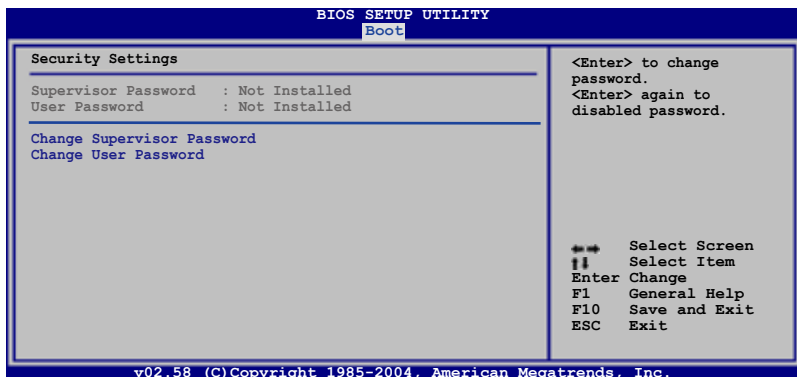 BIOS SETUP UTILITY
Boot
Security Settings
Supervisor Password : Not Installed
User Password : Not Installed
Change Supervisor Password
Change User Password
<Enter> to change
password.
<Enter> again to
disabled password.
Select Screen
Select Item
Enter Change
F1 General Help
F10 Save and Exit
ESC Exit
v02.58 (C)Copyright 1985-2004, American Megatrends, Inc.